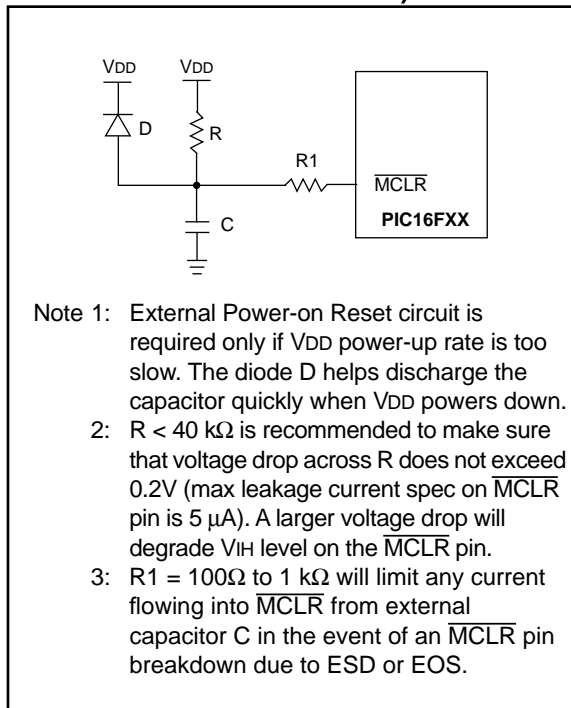 VDD VDD
D
R
R1
C
MCLR
PIC16FXX
Note 1: External Power-on Reset circuit is
required only if VDD power-up rate is too
slow. The diode D helps discharge the
capacitor quickly when VDD powers down.
2: R < 40 kΩ is recommended to make sure
that voltage drop across R does not exceed
0.2V (max leakage current spec on MCLR
pin is 5 μA). A larger voltage drop will
degrade VIH level on the MCLR pin.
3: R1 = 100Ω to 1 kΩ will limit any current
flowing into MCLR from external
capacitor C in the event of an MCLR pin
breakdown due to ESD or EOS.